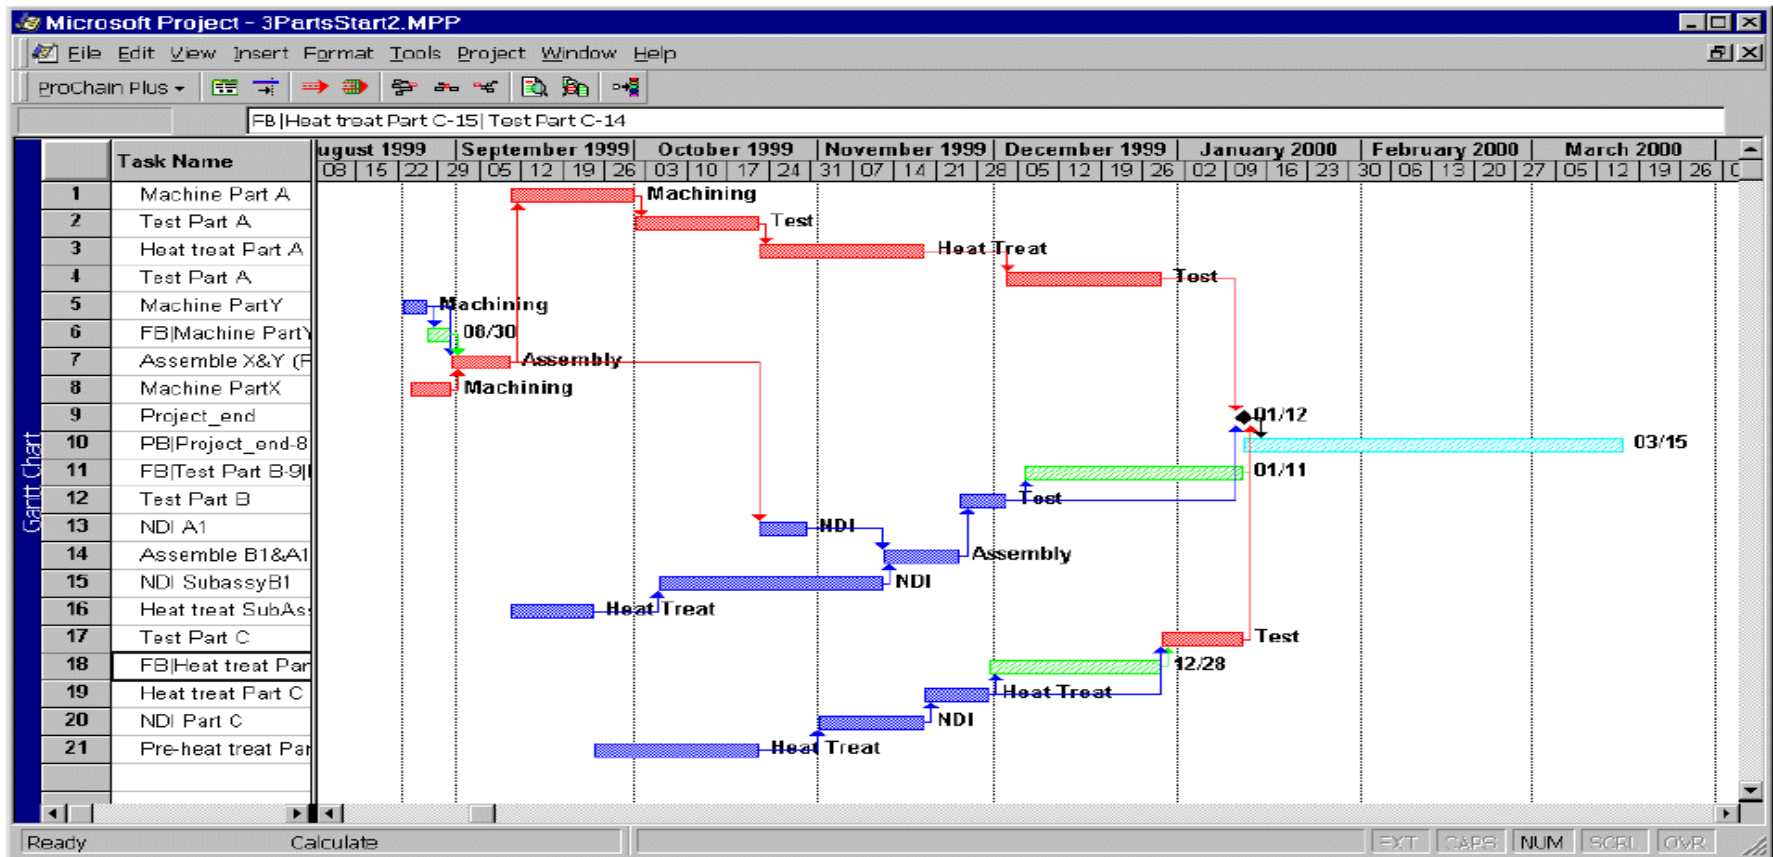 Microsoft Project - 3PartsStart2.MPP
File Edit View Insert Format Tools Project Window Help
ProChain Plus
FB|Heat treat Part C-15| Test Part C-14
Task Name
ugust 1999 September 1999 October 1999 November 1999 December 1999 January 2000 February 2000 March 2000
08 15 22 29 05 12 19 26 03 10 17 24 31 07 14 21 28 05 12 19 26 02 09 16 23 30 06 13 20 27 05 12 19 26
1 Machine Part A Machining
2 Test Part A Test
3 Heat treat Part A Heat Treat
4 Test Part A Test
5 Machine PartY Machining
6 FB|Machine PartY 08/30
7 Assemble X&Y (P Assembly
8 Machine PartX Machining
9 Project_end 01/12
10 PB|Project_end-8 03/15
11 FB|Test Part B-9| 01/11
12 Test Part B Test
13 NDI A1 NDI
14 Assemble B1&A1 Assembly
15 NDI SubassyB1 NDI
16 Heat treat SubAss Heat Treat
17 Test Part C Test
18 FB|Heat treat Par 12/28
19 Heat treat Part C Heat Treat
20 NDI Part C NDI
21 Pre-heat treat Par Heat Treat
Gantt Chart
Ready Calculate EXT CAPS NUM SCRL OVR